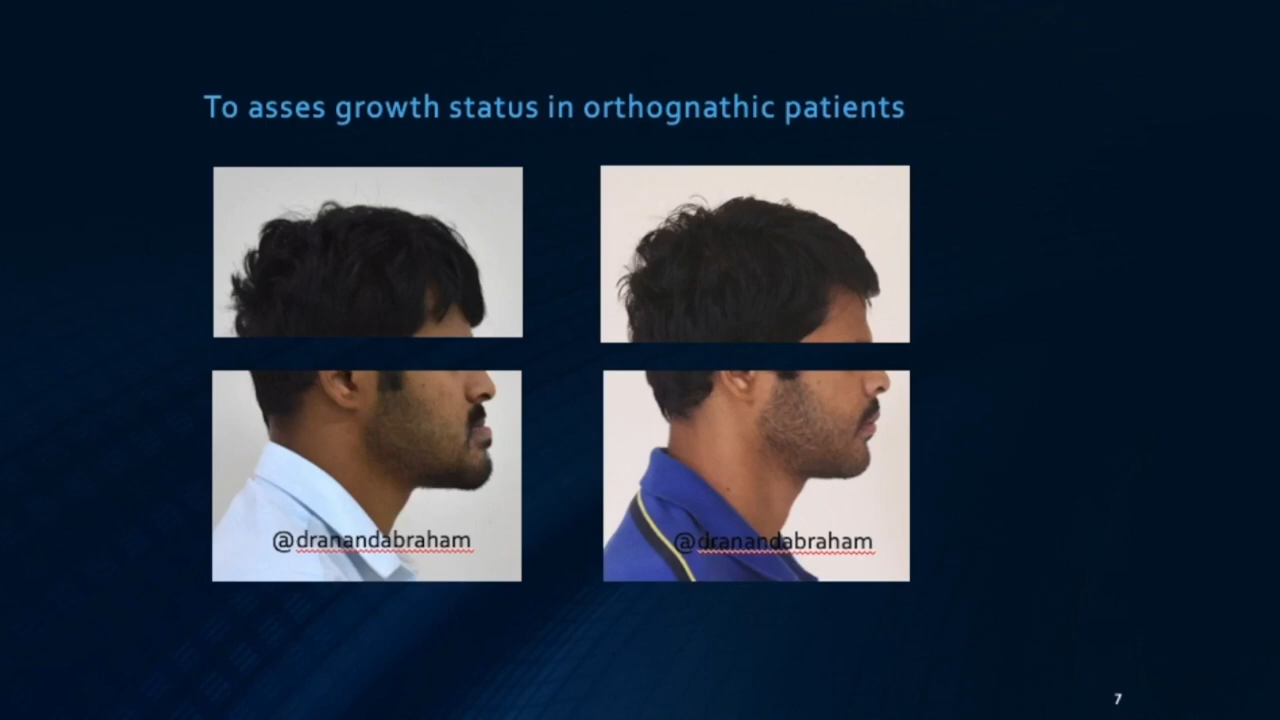 To asses growth status in orthognathic patients
@dranandabraham
@dranandabraham
7